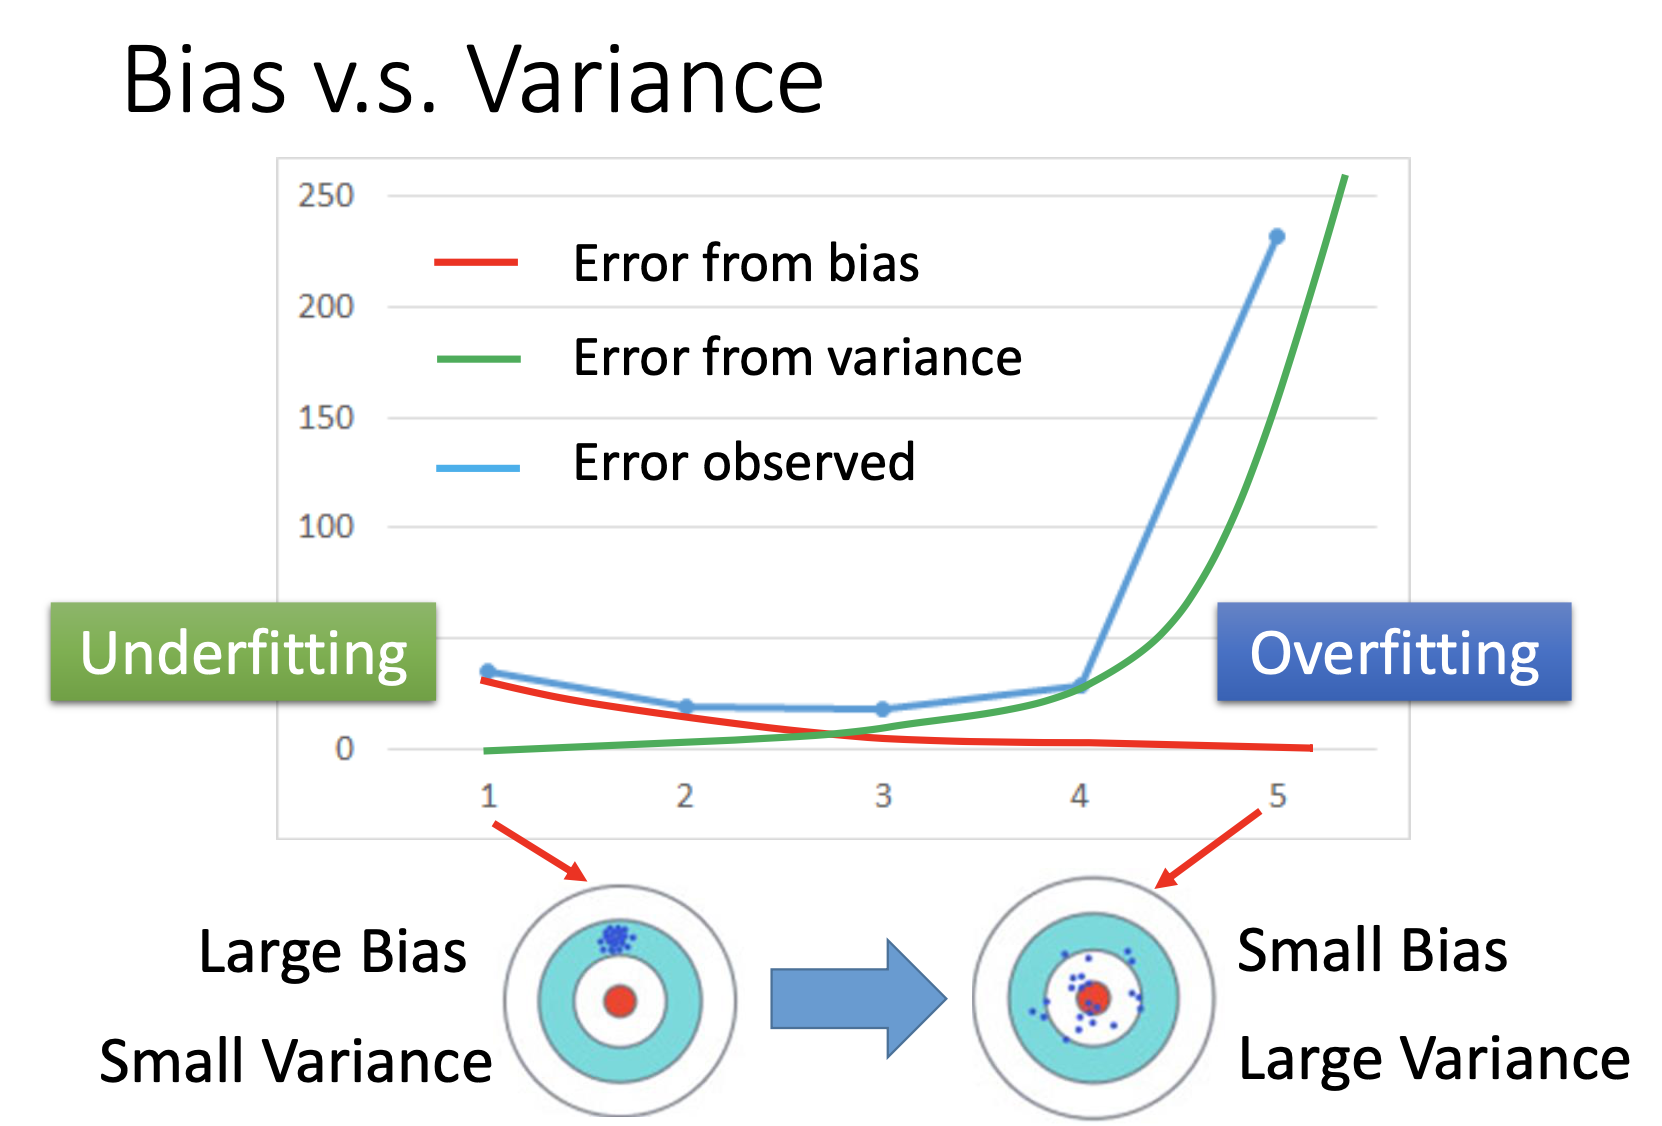 Bias v.s. Variance
250
Error from bias
200
Error from variance
150
Error observed
100
Underfitting
Overfitting
0
1 2 3 4 5
Large Bias
Small Bias
Small Variance
Large Variance